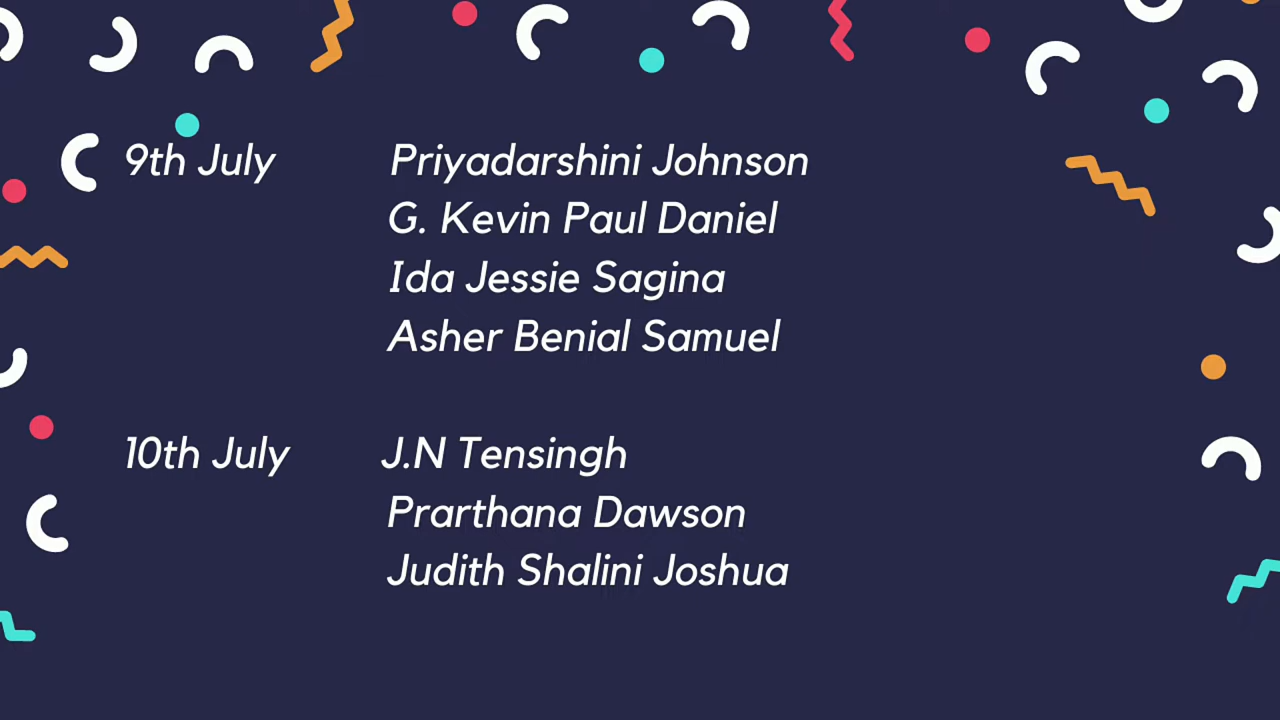 9th July Priyadarshini Johnson
G. Kevin Paul Daniel
Ida Jessie Sagina
Asher Benial Samuel
10th July J.N Tensingh
Prarthana Dawson
Judith Shalini Joshua